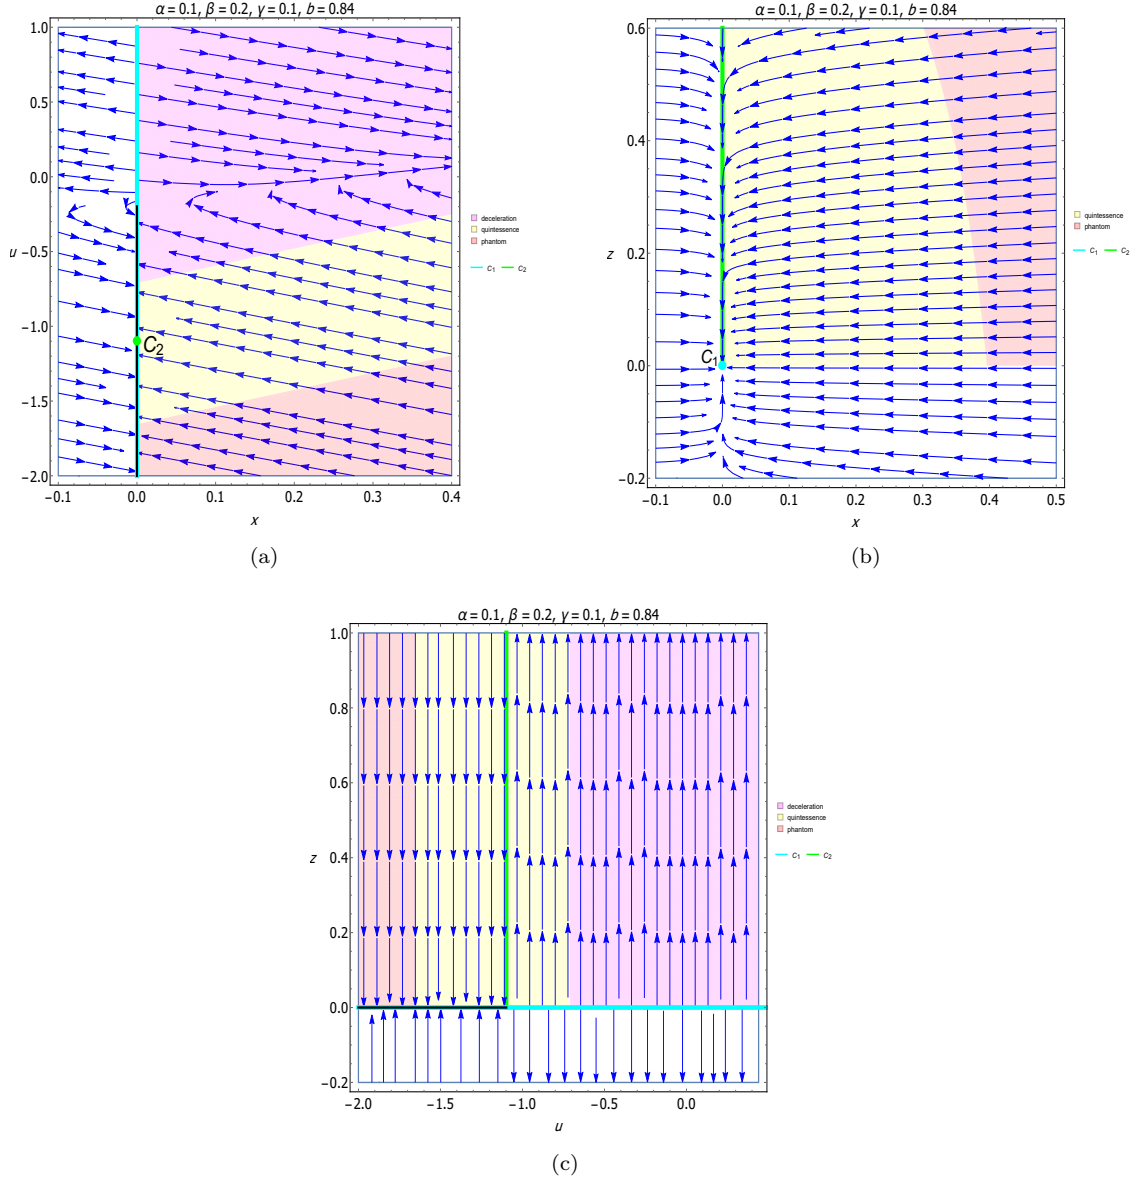 α = 0.1, β = 0.2, γ = 0.1, b = 0.84
1.0
0.5
0.0
u
−0.5
−1.0
−1.5
−2.0
C₂
−0.1
0.0
0.1
0.2
0.3
0.4
x
deceleration
quintessence
phantom
C₁ C₂
(a)
α = 0.1, β = 0.2, γ = 0.1, b = 0.84
0.6
0.4
z
0.2
0.0
−0.2
C₁
−0.1
0.0
0.1
0.2
0.3
0.4
0.5
x
quintessence
phantom
C₁ C₂
(b)
α = 0.1, β = 0.2, γ = 0.1, b = 0.84
1.0
0.8
0.6
z
0.4
0.2
0.0
−0.2
−2.0
−1.5
−1.0
−0.5
0.0
u
deceleration
quintessence
phantom
C₁ C₂
(c)